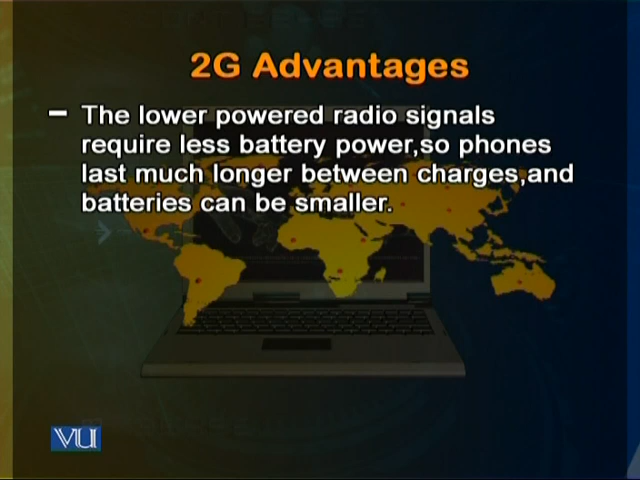 2G Advantages
– The lower powered radio signals
require less battery power,so phones
last much longer between charges,and
batteries can be smaller.
VU